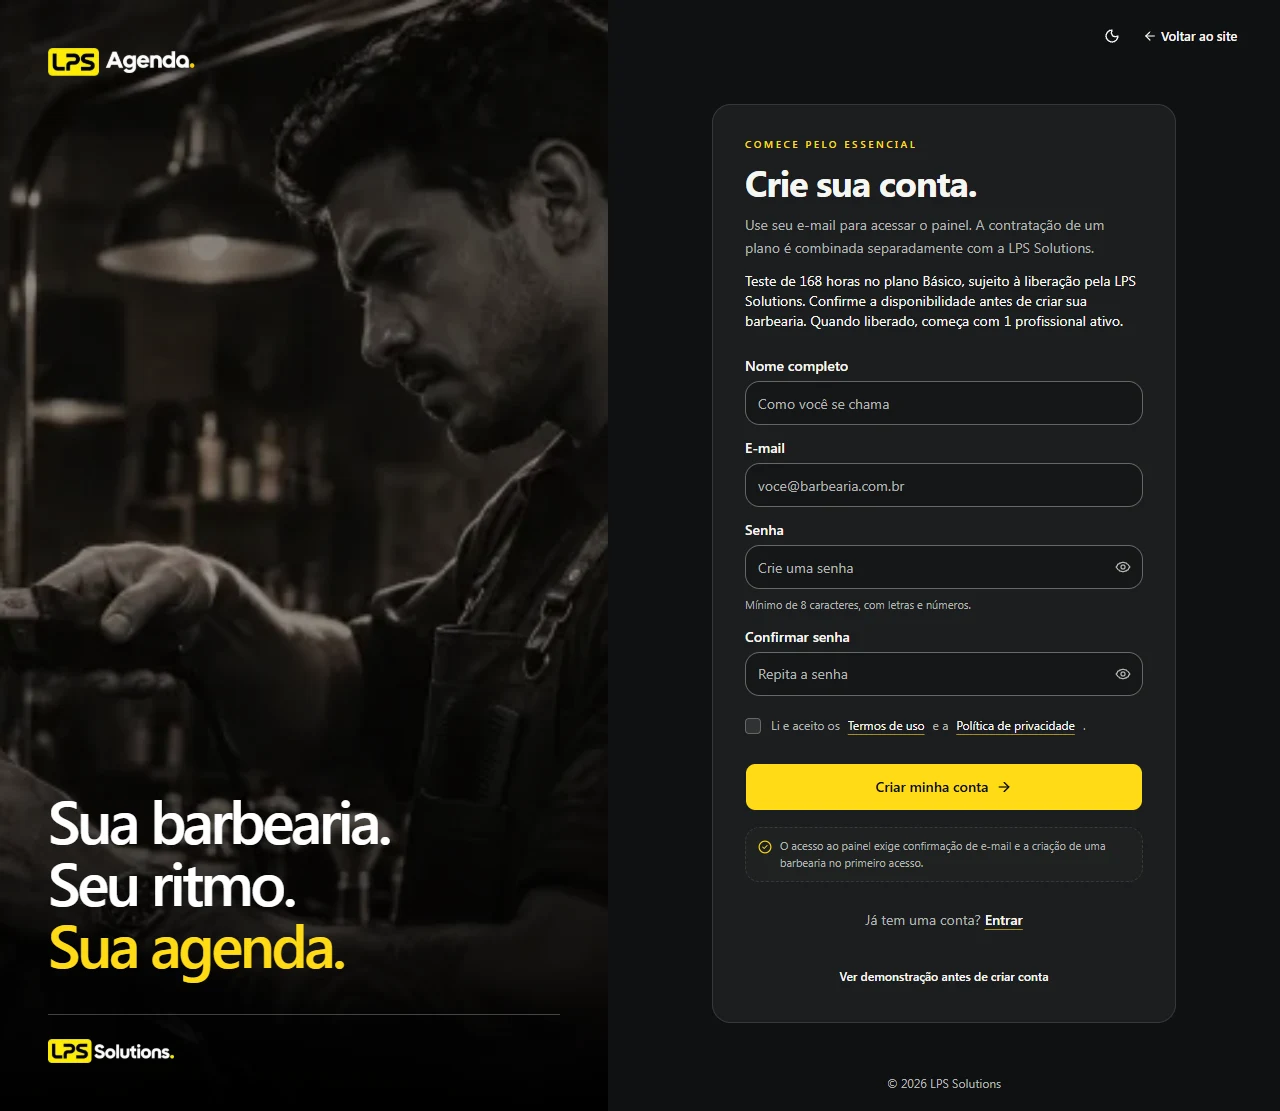 LPS Agenda.
Sua barbearia.
Seu ritmo.
Sua agenda.
LPS Solutions.
Voltar ao site
COMECE PELO ESSENCIAL
Crie sua conta.
Use seu e-mail para acessar o painel. A contratação de um
plano é combinada separadamente com a LPS Solutions.
Teste de 168 horas no plano Básico, sujeito à liberação pela LPS
Solutions. Confirme a disponibilidade antes de criar sua
barbearia. Quando liberado, começa com 1 profissional ativo.
Nome completo
Como você se chama
E-mail
voce@barbearia.com.br
Senha
Crie uma senha
Mínimo de 8 caracteres, com letras e números.
Confirmar senha
Repita a senha
Li e aceito os Termos de uso e a Política de privacidade .
Criar minha conta
O acesso ao painel exige confirmação de e-mail e a criação de uma
barbearia no primeiro acesso.
Já tem uma conta? Entrar
Ver demonstração antes de criar conta
© 2026 LPS Solutions